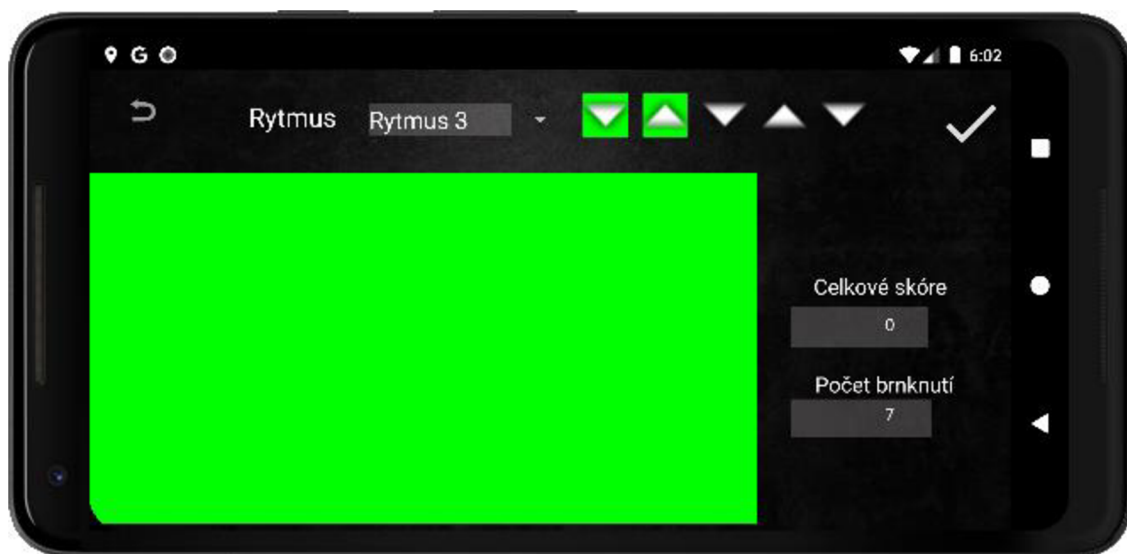 G
6:02
Rytmus
Rytmus 3
Celkové skóre
0
Počet brnknutí
7